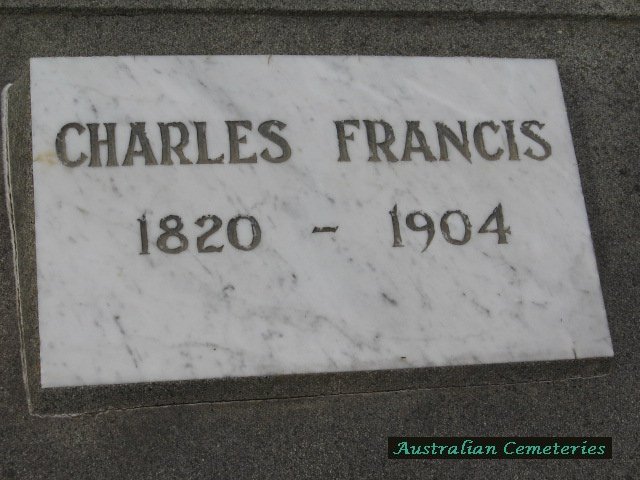 CHARLES FRANCIS
1820 - 1904
Australian Cemeteries